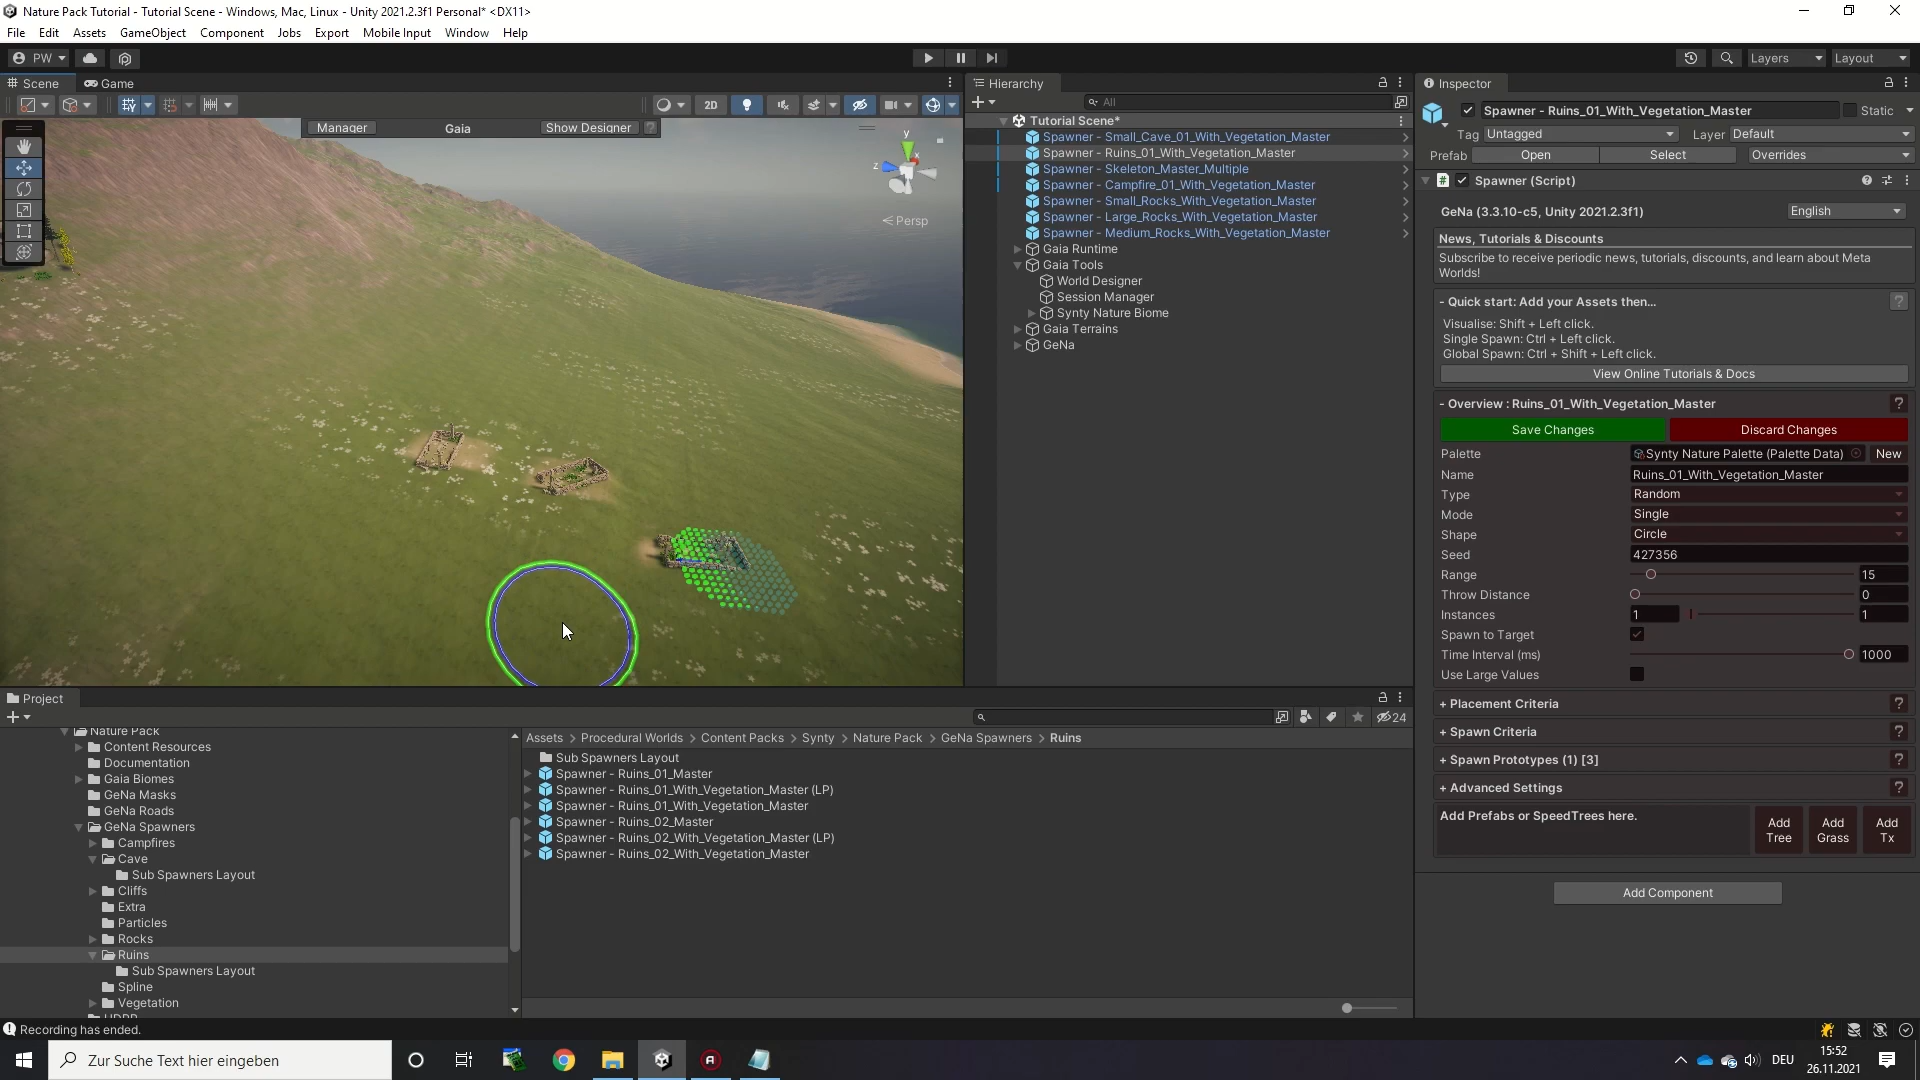 Nature Pack Tutorial - Tutorial Scene - Windows, Mac, Linux - Unity 2021.2.3f1 Personal* <DX11>
File Edit Assets GameObject Component Jobs Export Mobile Input Window Help
PW Layers Layout
Scene Game
2D
Manager Gaia Show Designer ?
y
x
z
< Persp
Hierarchy
All
Tutorial Scene*
Spawner - Small_Cave_01_With_Vegetation_Master
Spawner - Ruins_01_With_Vegetation_Master
Spawner - Skeleton_Master_Multiple
Spawner - Campfire_01_With_Vegetation_Master
Spawner - Small_Rocks_With_Vegetation_Master
Spawner - Large_Rocks_With_Vegetation_Master
Spawner - Medium_Rocks_With_Vegetation_Master
Gaia Runtime
Gaia Tools
World Designer
Session Manager
Synty Nature Biome
Gaia Terrains
GeNa
Inspector
Spawner - Ruins_01_With_Vegetation_Master Static
Tag Untagged Layer Default
Prefab Open Select Overrides
# Spawner (Script)
GeNa (3.3.10-c5, Unity 2021.2.3f1) English
News, Tutorials & Discounts
Subscribe to receive periodic news, tutorials, discounts, and learn about Meta
Worlds!
- Quick start: Add your Assets then... ?
Visualise: Shift + Left click.
Single Spawn: Ctrl + Left click.
Global Spawn: Ctrl + Shift + Left click.
View Online Tutorials & Docs
- Overview : Ruins_01_With_Vegetation_Master ?
Save Changes Discard Changes
Palette Synty Nature Palette (Palette Data) New
Name Ruins_01_With_Vegetation_Master
Type Random
Mode Single
Shape Circle
Seed 427356
Range 15
Throw Distance 0
Instances 1 1
Spawn to Target
Time Interval (ms) 1000
Use Large Values
+ Placement Criteria ?
+ Spawn Criteria ?
+ Spawn Prototypes (1) [3] ?
+ Advanced Settings ?
Add Prefabs or SpeedTrees here. Add Tree Add Grass Add Tx
Add Component
Project
24
Nature Pack
Content Resources
Documentation
Gaia Biomes
GeNa Masks
GeNa Roads
GeNa Spawners
Campfires
Cave
Sub Spawners Layout
Cliffs
Extra
Particles
Rocks
Ruins
Sub Spawners Layout
Spline
Vegetation
Assets > Procedural Worlds > Content Packs > Synty > Nature Pack > GeNa Spawners > Ruins
Sub Spawners Layout
Spawner - Ruins_01_Master
Spawner - Ruins_01_With_Vegetation_Master (LP)
Spawner - Ruins_01_With_Vegetation_Master
Spawner - Ruins_02_Master
Spawner - Ruins_02_With_Vegetation_Master (LP)
Spawner - Ruins_02_With_Vegetation_Master
Recording has ended.
Zur Suche Text hier eingeben
DEU
15:52
26.11.2021